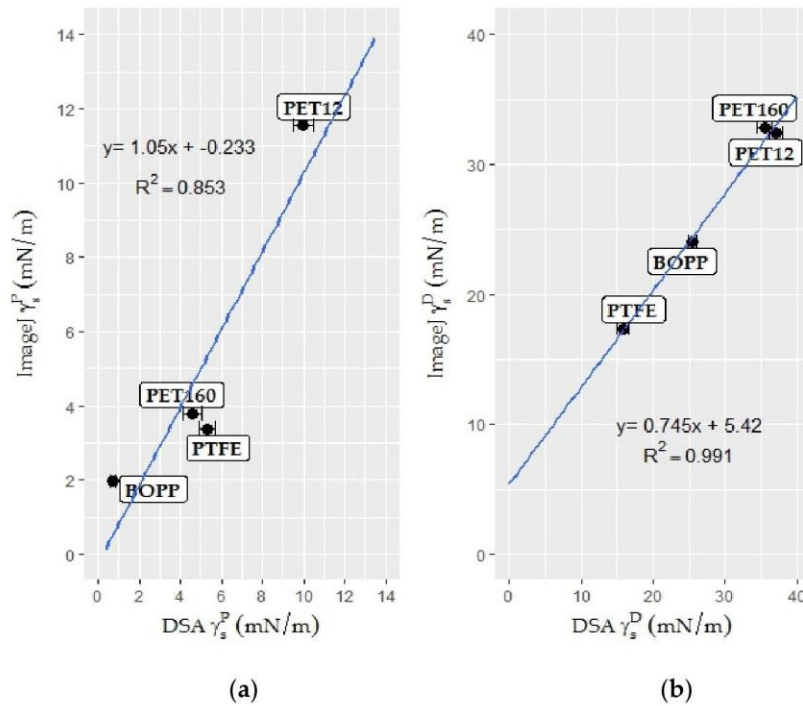 14
12
10
8
6
4
2
0
ImageJ γₛᴾ (mN/m)
PET12
y= 1.05x + -0.233
R² = 0.853
PET160
PTFE
BOPP
0 2 4 6 8 10 12 14
DSA γₛᴾ (mN/m)
(a)
40
30
20
10
0
ImageJ γₛᴰ (mN/m)
PET160
PET12
BOPP
PTFE
y= 0.745x + 5.42
R² = 0.991
0 10 20 30 40
DSA γₛᴰ (mN/m)
(b)